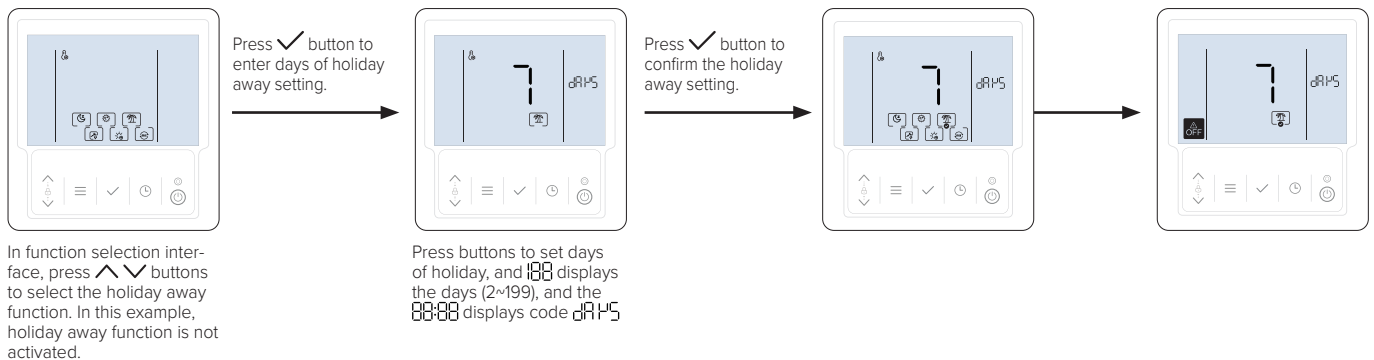 Press button to
enter days of holiday
away setting.
Press button to
confirm the holiday
away setting.
7
dAYS
7
dAYS
OFF
7
dAYS
In function selection inter-
face, press buttons
to select the holiday away
function. In this example,
holiday away function is not
activated.
Press buttons to set days
of holiday, and 188 displays
the days (2~199), and the
88:88 displays code dAYS